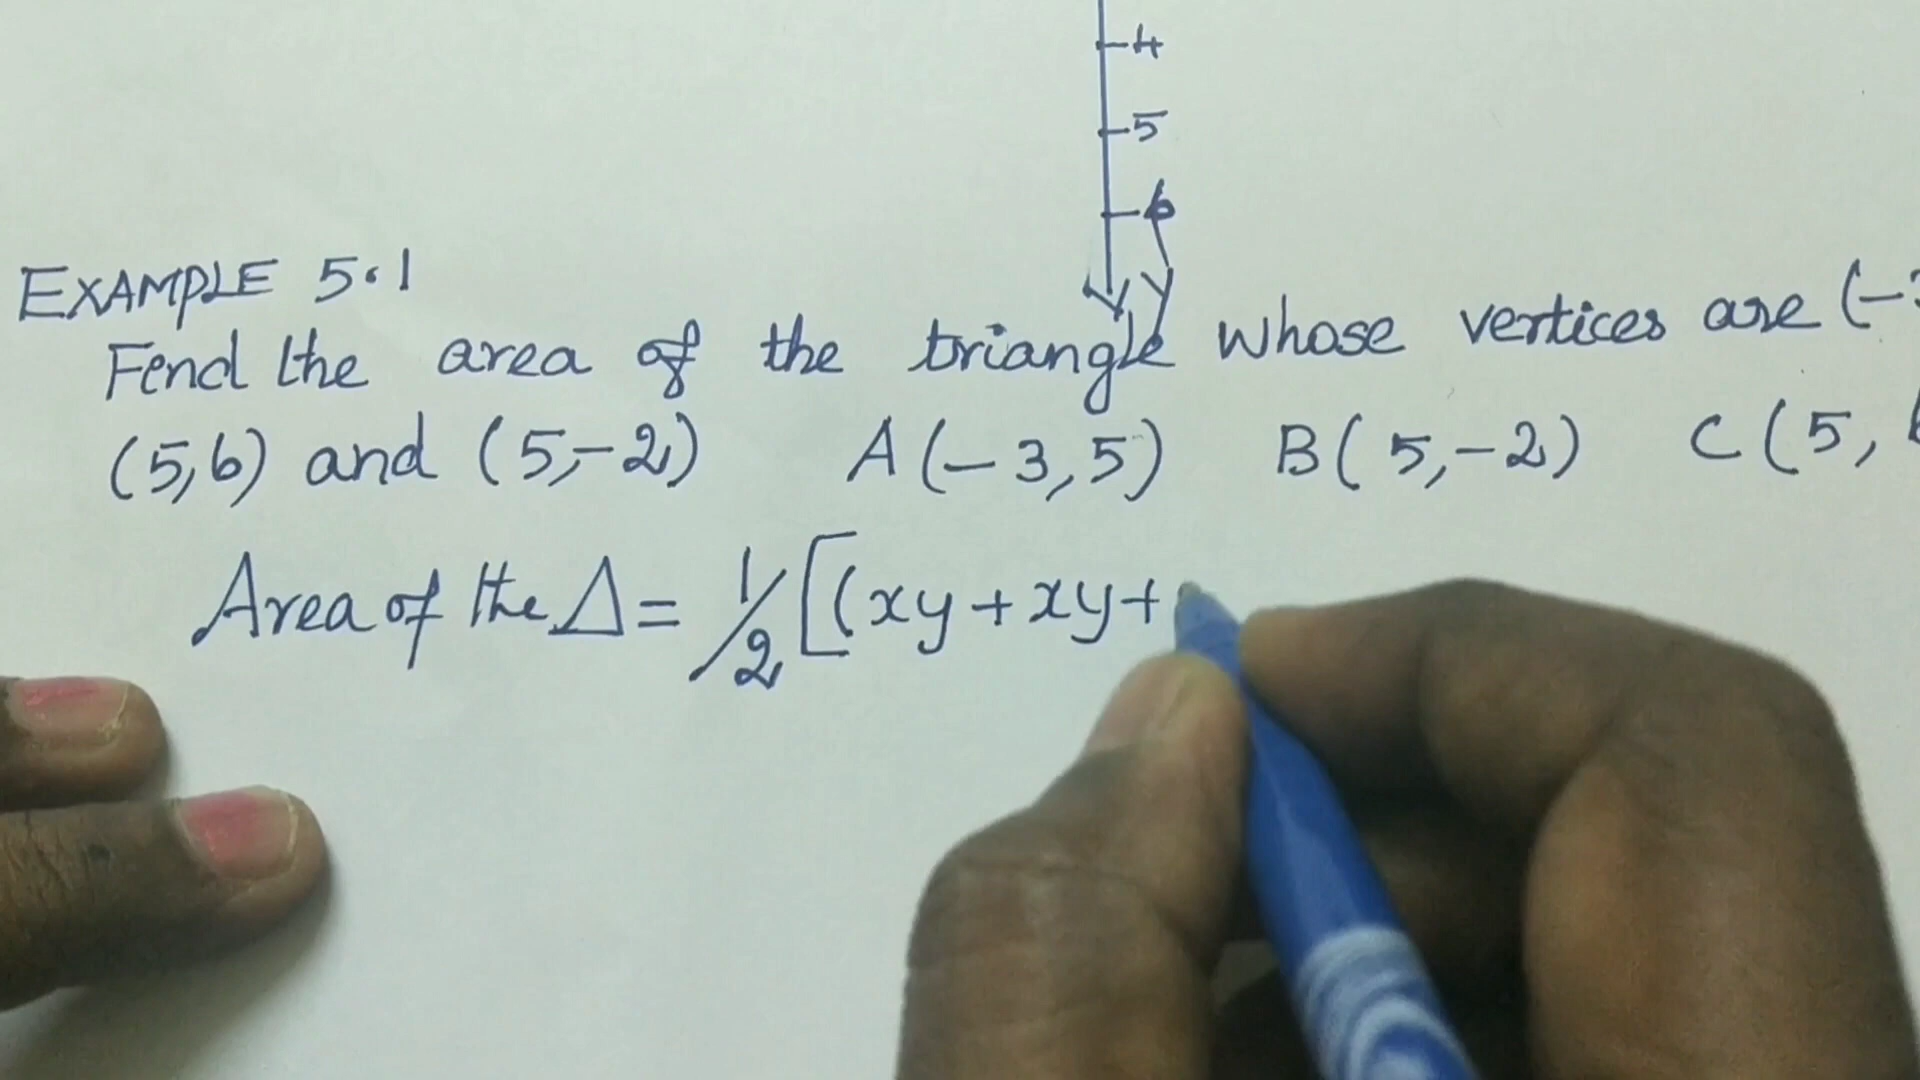 -4
-5
-6
EXAMPLE 5.1
Fend the area of the triangle whose vertices are (-3
(5,6) and (5,-2) A(-3,5) B(5,-2) C(5,
Area of the Δ = 1/2 [(xy+xy+